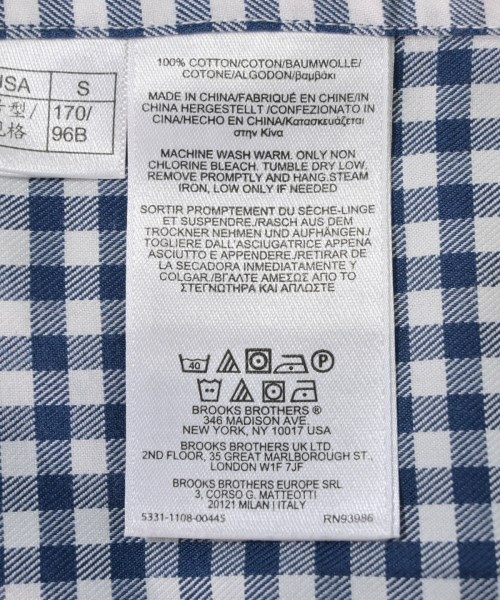 USA S
号型/ 170/
规格 96B
100% COTTON/COTON/BAUMWOLLE/
COTONE/ALGODON/βαμβάκι
MADE IN CHINA/FABRIQUÉ EN CHINE/IN
CHINA HERGESTELLT /CONFEZIONATO IN
CINA/HECHO EN CHINA/Κατασκευάζεται
στην Κίνα
MACHINE WASH WARM. ONLY NON
CHLORINE BLEACH. TUMBLE DRY LOW,
REMOVE PROMPTLY AND HANG.STEAM
IRON, LOW ONLY IF NEEDED
SORTIR PROMPTEMENT DU SÈCHE-LINGE
ET SUSPENDRE./RASCH AUS DEM
TROCKNER NEHMEN UND AUFHÄNGEN./
TOGLIERE DALL'ASCIUGATRICE APPENA
ASCIUTTO E APPENDERE./RETIRAR DE
LA SECADORA INMEDIATAMENTE Y
COLGAR./ΒΓΑΛΤΕ ΑΜΕΣΩΣ ΑΠΟ ΤΟ
ΣΤΕΓΝΩΤΗΡΑ ΚΑΙ ΑΠΛΩΣΤΕ.
40 P
BROOKS BROTHERS ®
346 MADISON AVE.
NEW YORK, NY 10017 USA
BROOKS BROTHERS UK LTD.
2ND FLOOR, 35 GREAT MARLBOROUGH ST.,
LONDON W1F 7JF
BROOKS BROTHERS EUROPE SRL
3, CORSO G. MATTEOTTI
20121 MILAN | ITALY
5331-1108-00445 RN93986